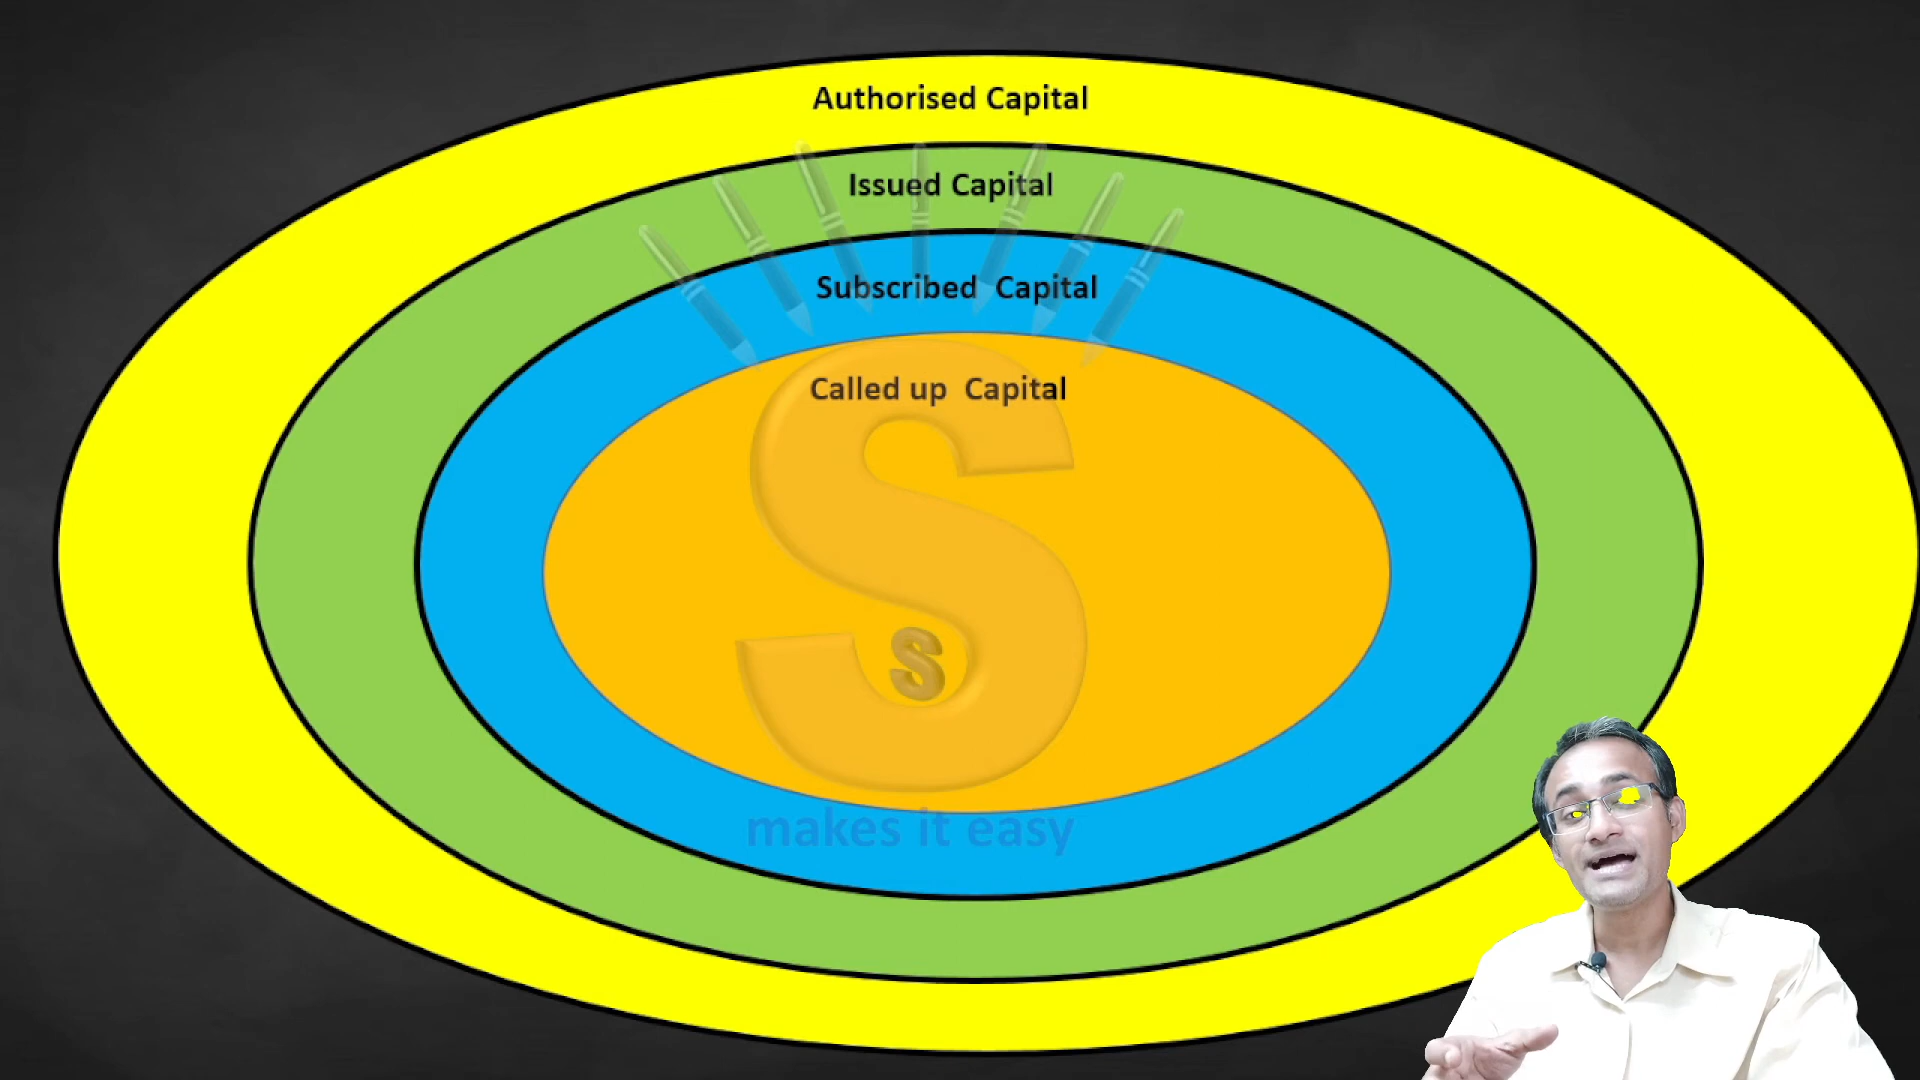 Authorised Capital
Issued Capital
Subscribed  Capital
Called up  Capital
S
S
makes it easy